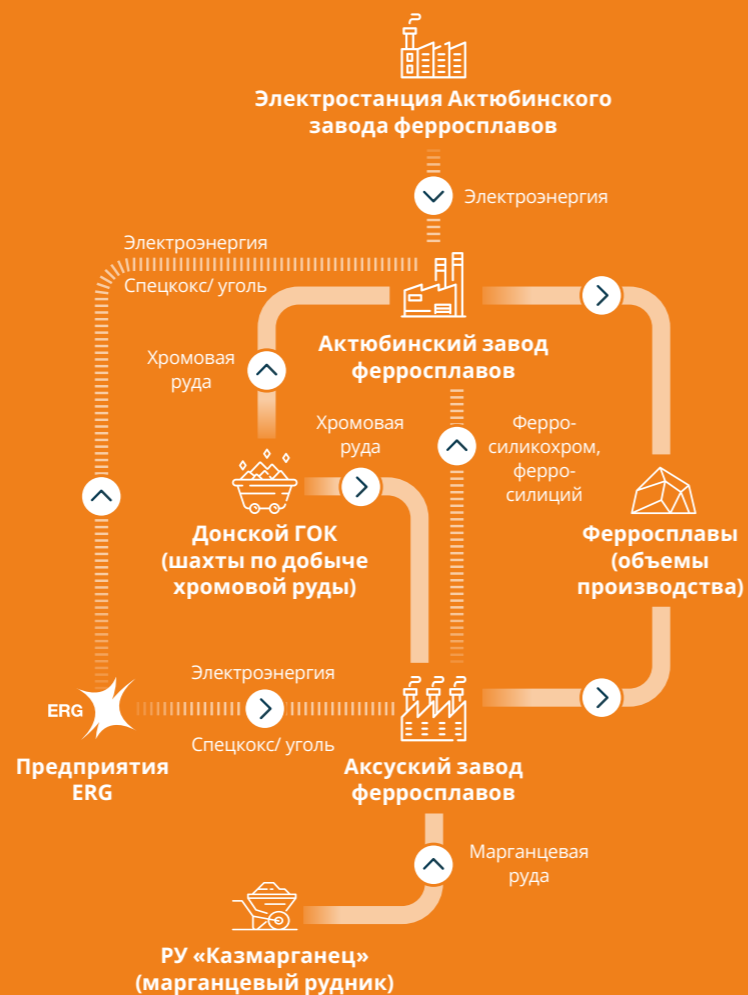 Электростанция Актюбинского
завода ферросплавов
Электроэнергия
Электроэнергия
Спецкокс/ уголь
Актюбинский завод
ферросплавов
Хромовая
руда
Хромовая
руда
Ферро-
силикохром,
ферро-
силиций
Донской ГОК
(шахты по добыче
хромовой руды)
Ферросплавы
(объемы
производства)
Электроэнергия
ERG
Спецкокс/ уголь
Предприятия
ERG
Аксуский завод
ферросплавов
Марганцевая
руда
РУ «Казмарганец»
(марганцевый рудник)